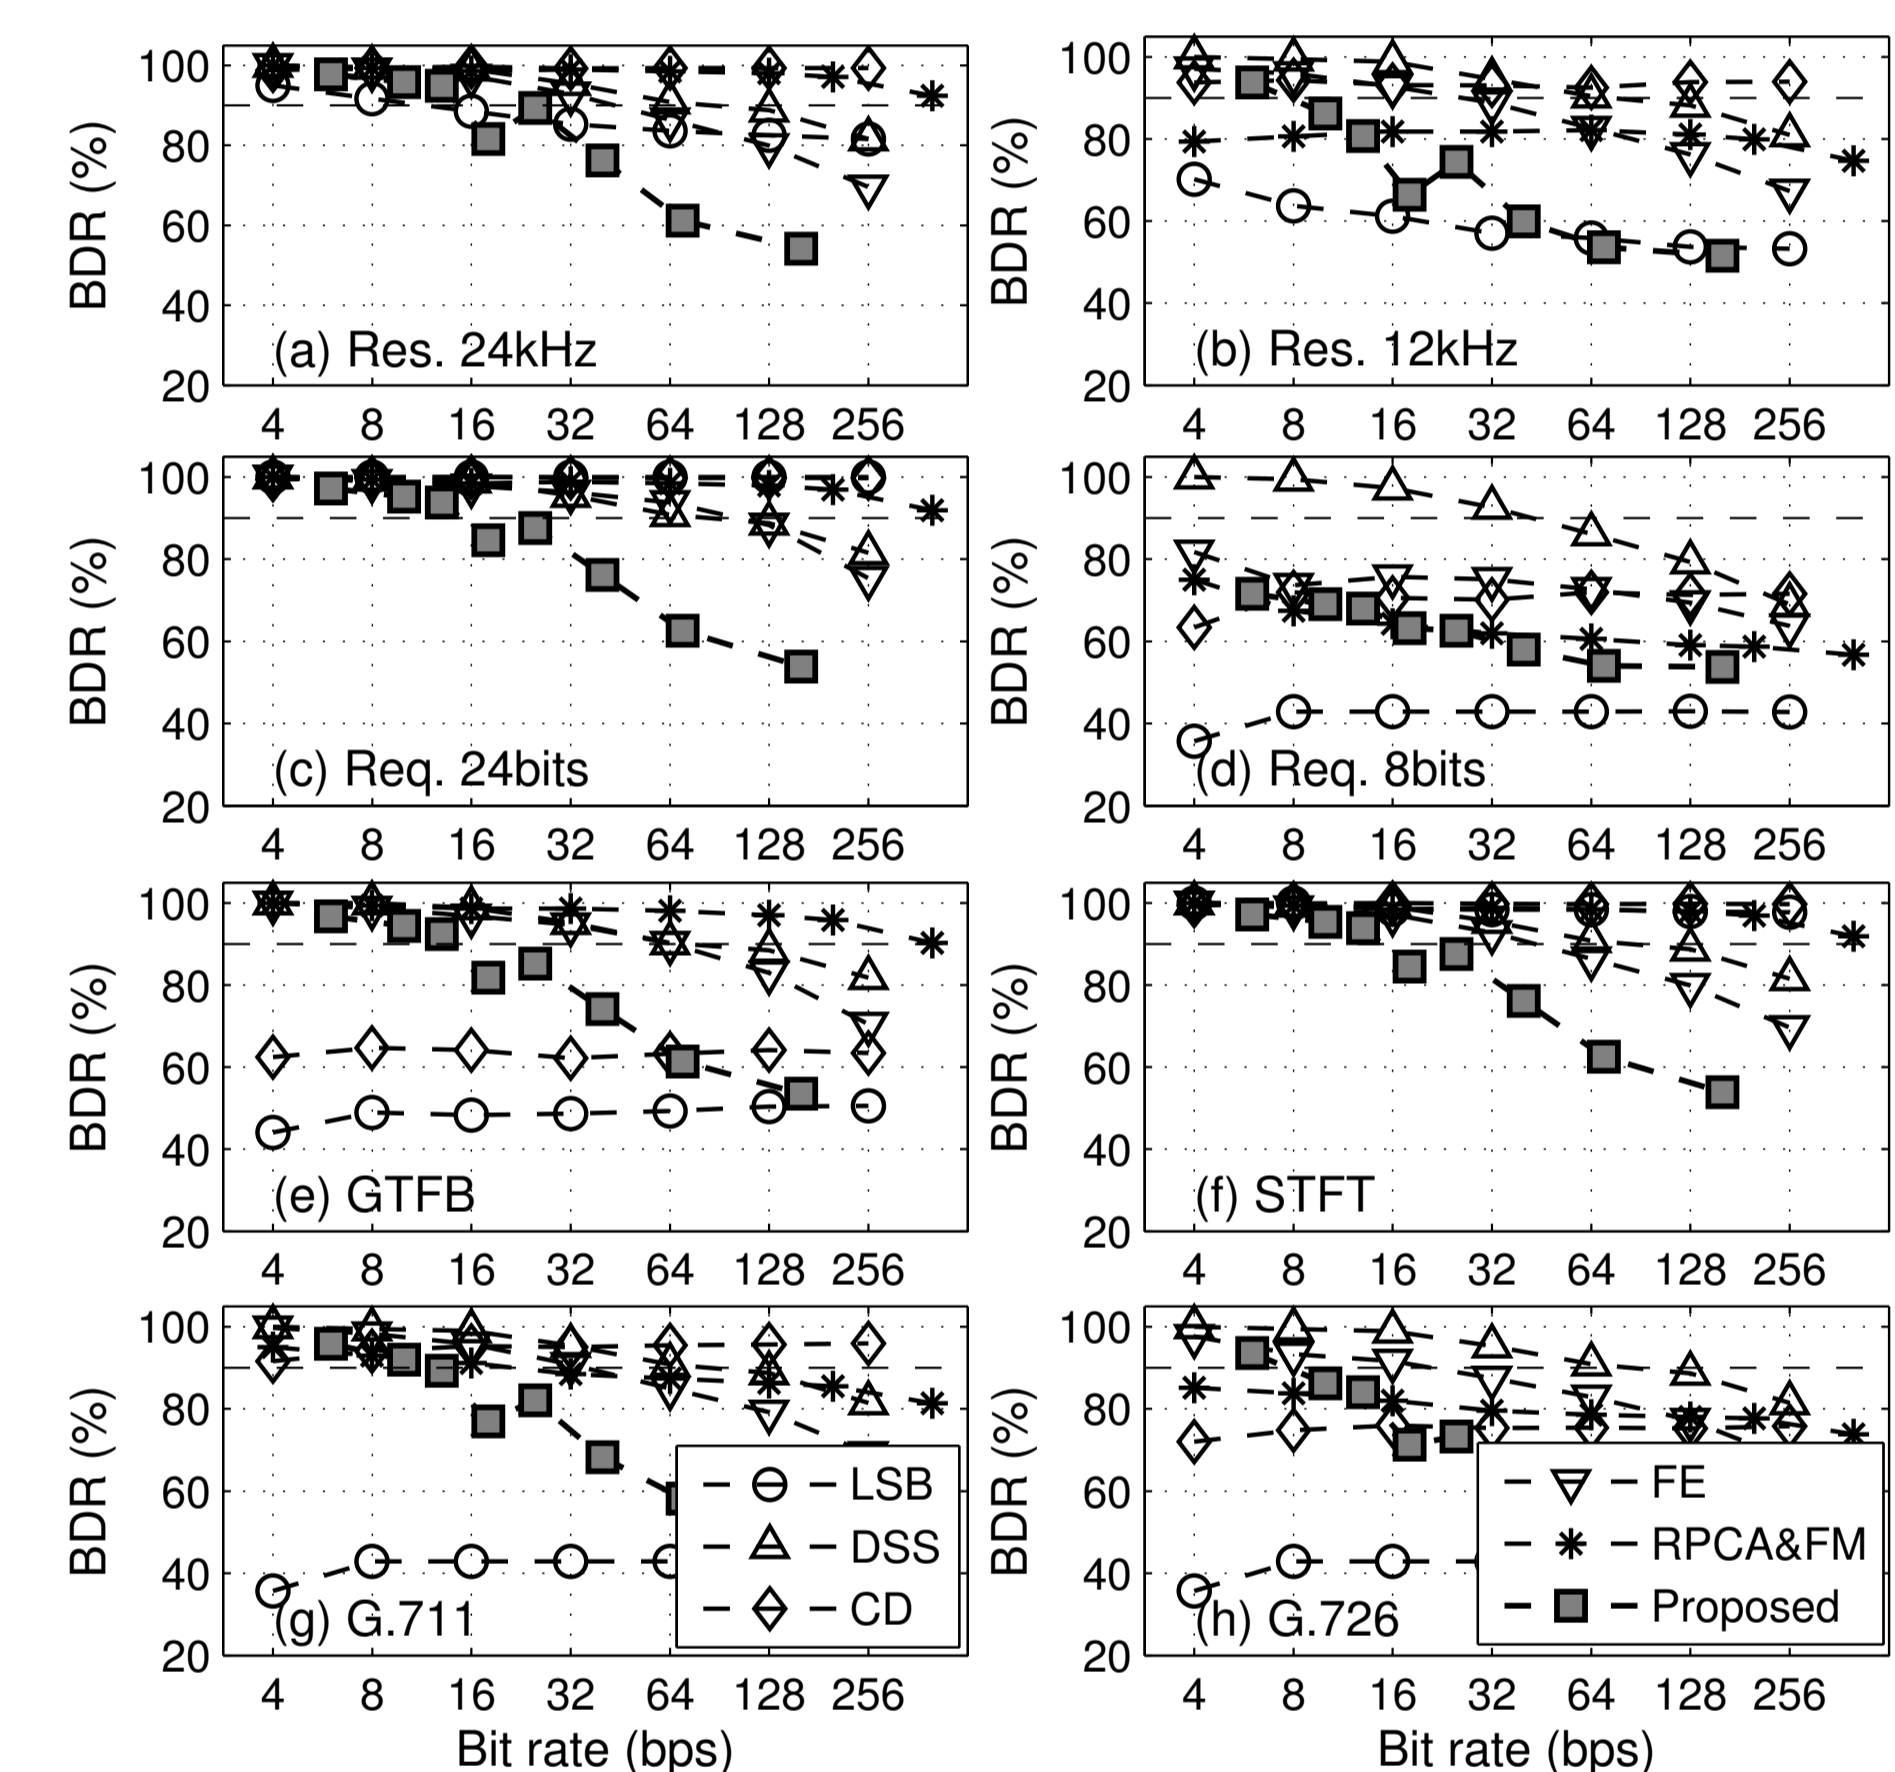 BDR (%)
100
80
60
40
20
(a) Res. 24kHz
4 8 16 32 64 128 256
BDR (%)
100
80
60
40
20
(b) Res. 12kHz
4 8 16 32 64 128 256
BDR (%)
100
80
60
40
20
(c) Req. 24bits
4 8 16 32 64 128 256
BDR (%)
100
80
60
40
20
(d) Req. 8bits
4 8 16 32 64 128 256
BDR (%)
100
80
60
40
20
(e) GTFB
4 8 16 32 64 128 256
BDR (%)
100
80
60
40
20
(f) STFT
4 8 16 32 64 128 256
BDR (%)
100
80
60
40
20
(g) G.711
LSB
DSS
CD
4 8 16 32 64 128 256
Bit rate (bps)
BDR (%)
100
80
60
40
20
(h) G.726
FE
RPCA&FM
Proposed
4 8 16 32 64 128 256
Bit rate (bps)